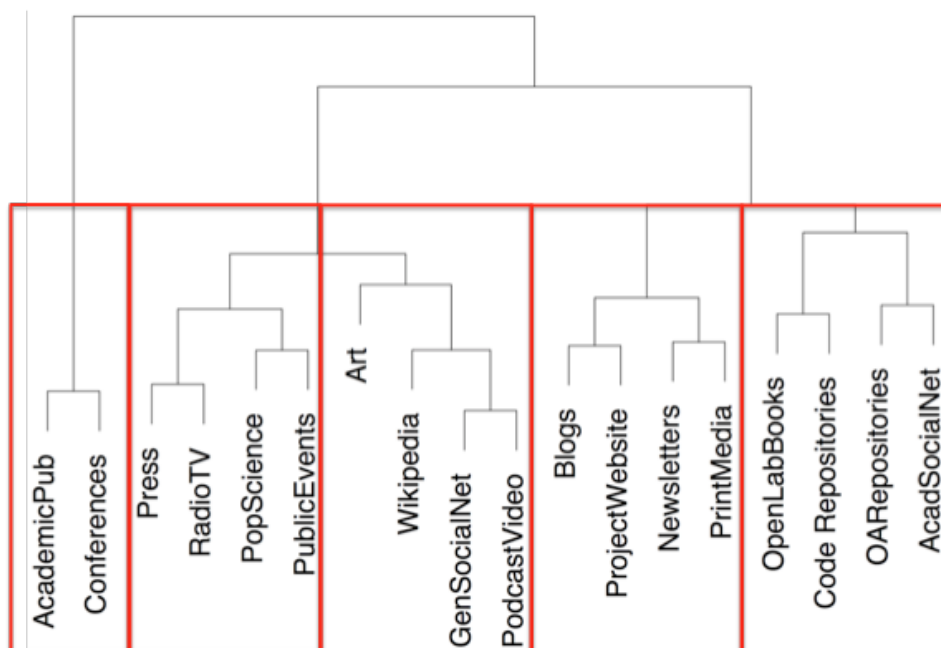 AcademicPub
Conferences
Press
RadioTV
PopScience
PublicEvents
Art
Wikipedia
GenSocialNet
PodcastVideo
Blogs
ProjectWebsite
Newsletters
PrintMedia
OpenLabBooks
Code Repositories
OARepositories
AcadSocialNet